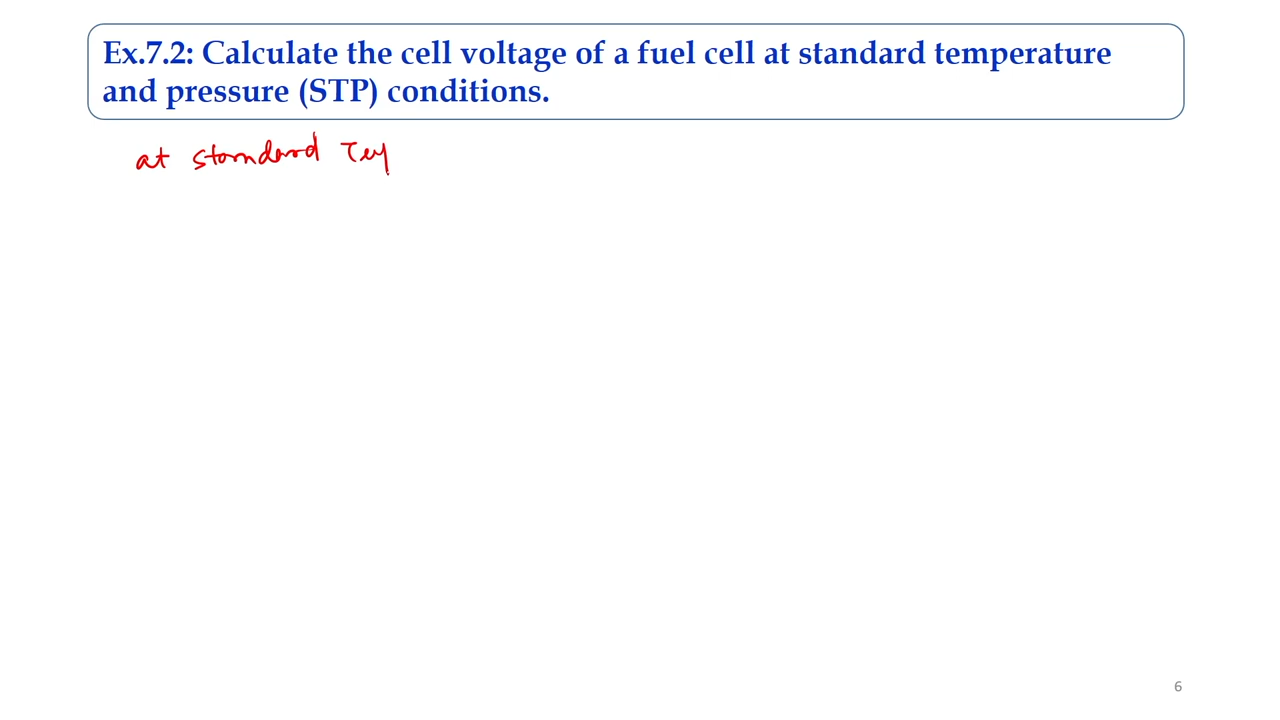 Ex.7.2: Calculate the cell voltage of a fuel cell at standard temperature
and pressure (STP) conditions.
at standard Tem
6